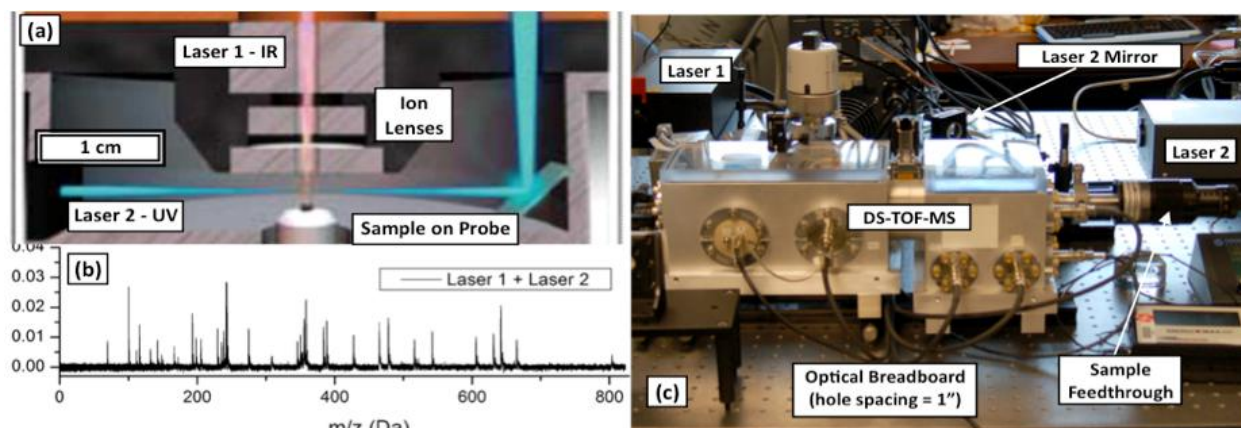 (a)
Laser 1 - IR
Ion
Lenses
1 cm
Laser 2 - UV
Sample on Probe
0.04
(b)
Laser 1 + Laser 2
0.03
0.02
0.01
0.00
0
200
400
600
800
m/z (Da)
Laser 1
Laser 2 Mirror
Laser 2
DS-TOF-MS
Optical Breadboard
(hole spacing = 1”)
Sample
Feedthrough
(c)